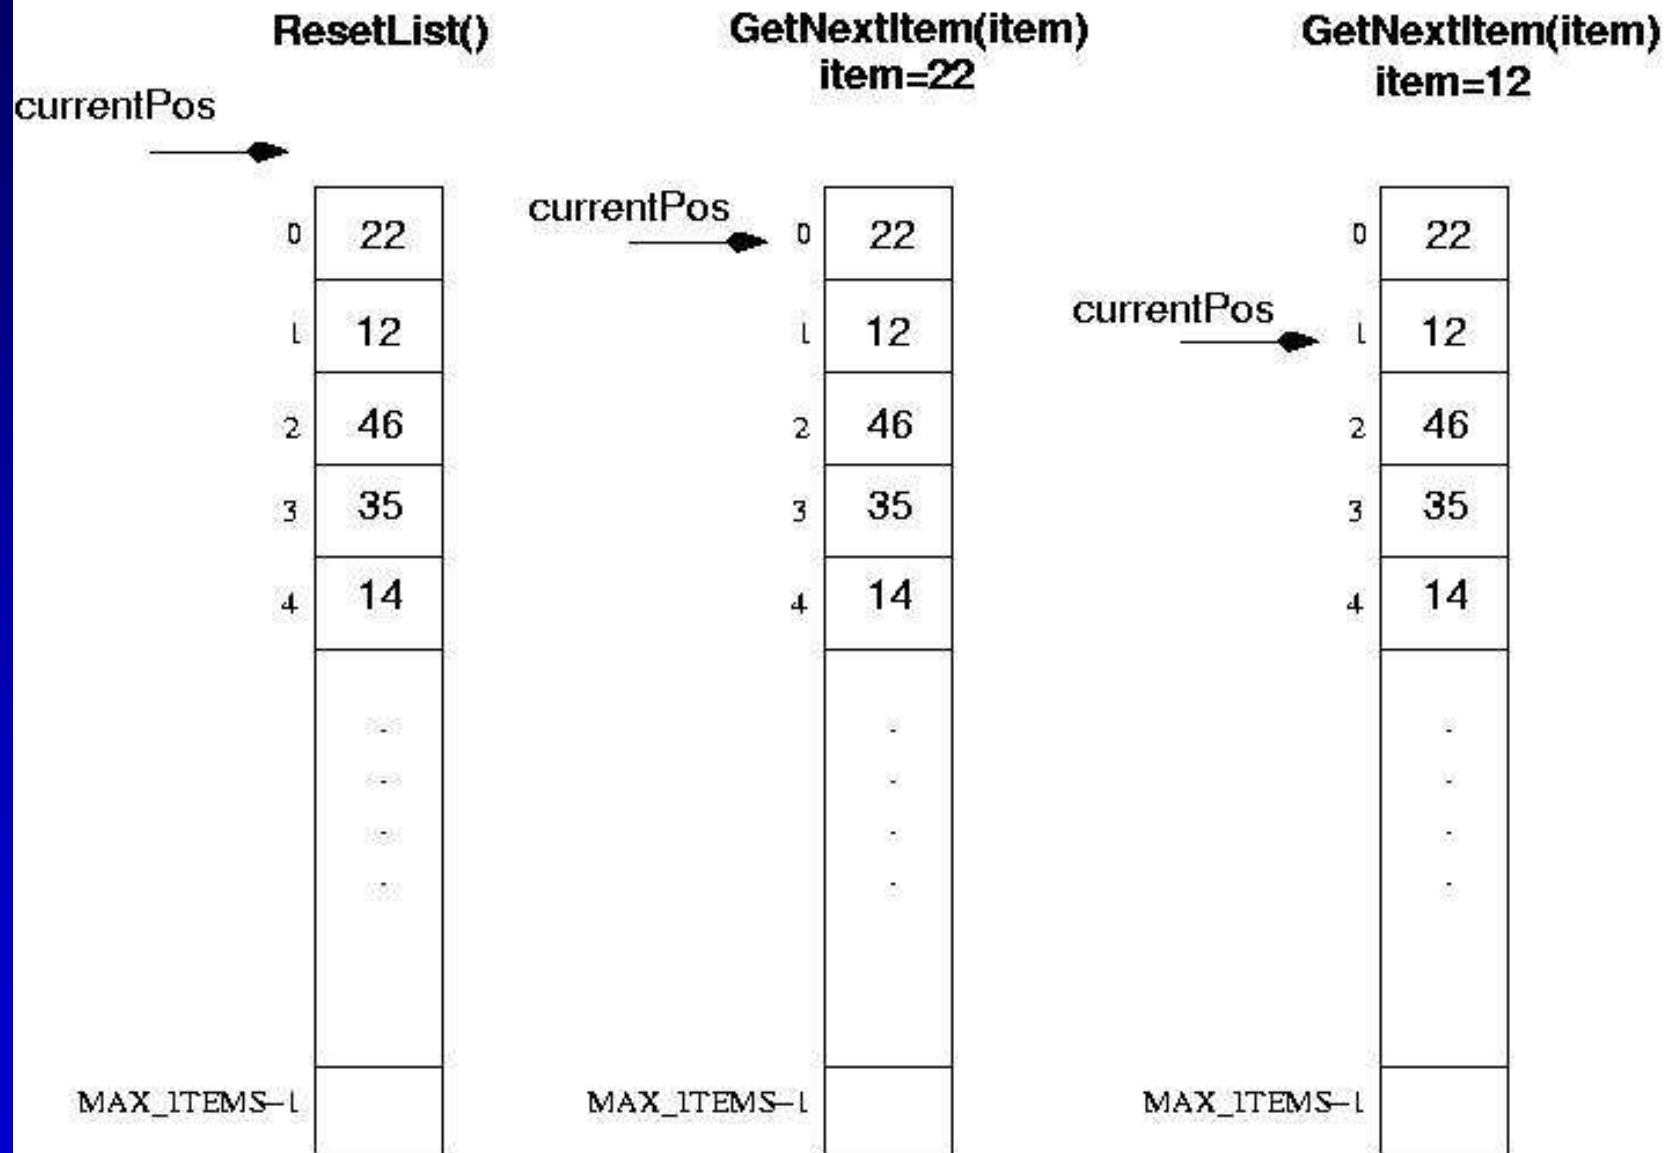 ResetList()
currentPos
0 22
1 12
2 46
3 35
4 14
MAX_ITEMS-1
GetNextItem(item)
item=22
currentPos
0 22
1 12
2 46
3 35
4 14
MAX_ITEMS-1
GetNextItem(item)
item=12
currentPos
0 22
1 12
2 46
3 35
4 14
MAX_ITEMS-1